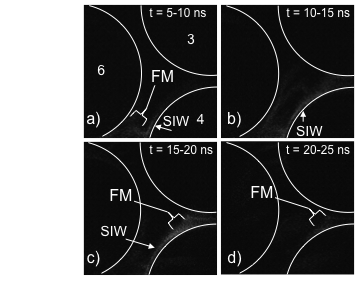 t = 5-10 ns
3
6
FM
SIW
4
a)
t = 10-15 ns
SIW
b)
t = 15-20 ns
FM
SIW
c)
t = 20-25 ns
FM
d)